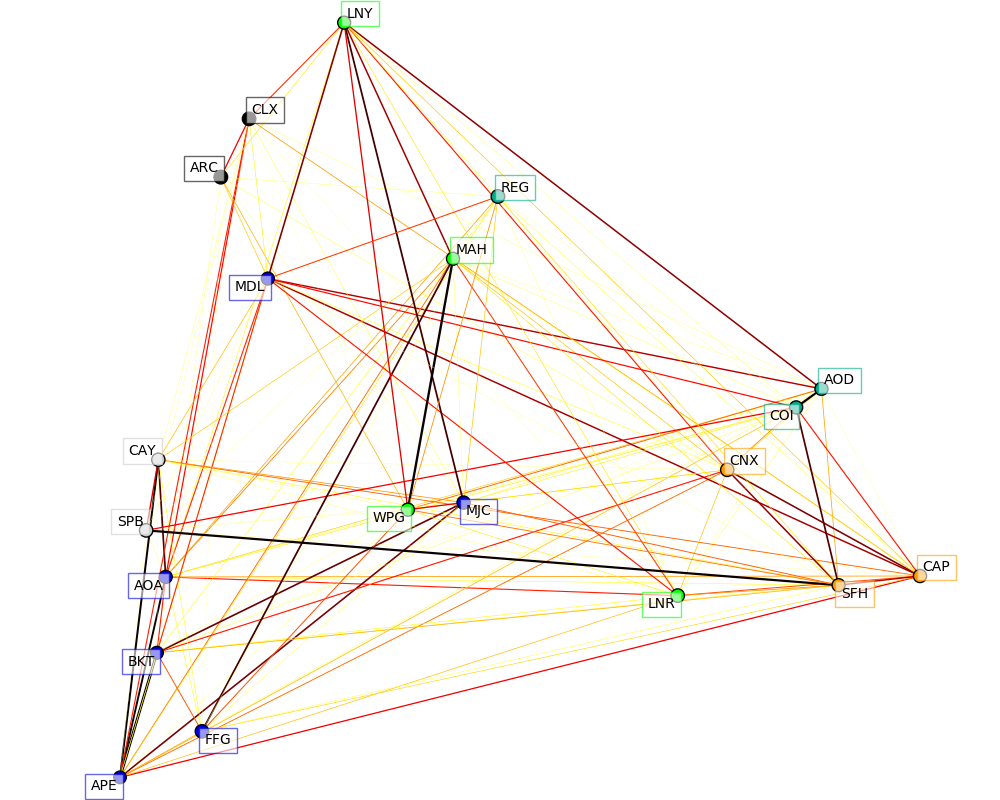 LNY
CLX
ARC
REG
MAH
MDL
AOD
COI
CAY
CNX
SPB
WPG
MJC
AOA
CAP
SFH
LNR
BKT
FFG
APE